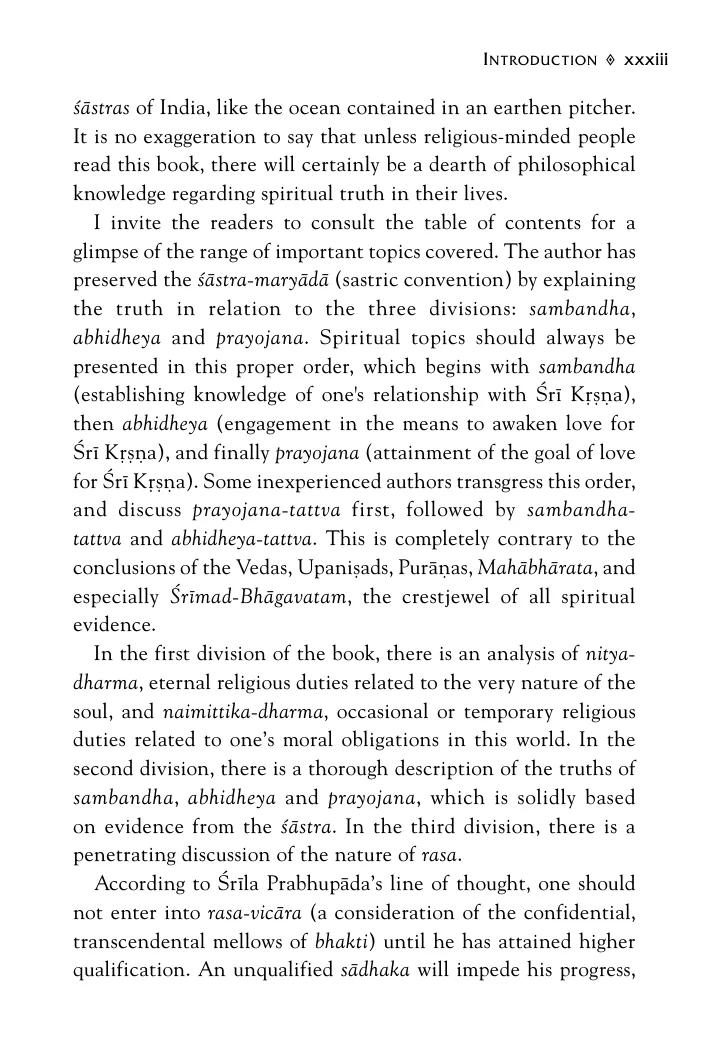 INTRODUCTION ◈ xxxiii
śāstras of India, like the ocean contained in an earthen pitcher.
It is no exaggeration to say that unless religious-minded people
read this book, there will certainly be a dearth of philosophical
knowledge regarding spiritual truth in their lives.
I invite the readers to consult the table of contents for a
glimpse of the range of important topics covered. The author has
preserved the śāstra-maryādā (sastric convention) by explaining
the truth in relation to the three divisions: sambandha,
abhidheya and prayojana. Spiritual topics should always be
presented in this proper order, which begins with sambandha
(establishing knowledge of one's relationship with Śrī Kṛṣṇa),
then abhidheya (engagement in the means to awaken love for
Śrī Kṛṣṇa), and finally prayojana (attainment of the goal of love
for Śrī Kṛṣṇa). Some inexperienced authors transgress this order,
and discuss prayojana-tattva first, followed by sambandha-
tattva and abhidheya-tattva. This is completely contrary to the
conclusions of the Vedas, Upaniṣads, Purāṇas, Mahābhārata, and
especially Śrīmad-Bhāgavatam, the crestjewel of all spiritual
evidence.
In the first division of the book, there is an analysis of nitya-
dharma, eternal religious duties related to the very nature of the
soul, and naimittika-dharma, occasional or temporary religious
duties related to one’s moral obligations in this world. In the
second division, there is a thorough description of the truths of
sambandha, abhidheya and prayojana, which is solidly based
on evidence from the śāstra. In the third division, there is a
penetrating discussion of the nature of rasa.
According to Śrīla Prabhupāda’s line of thought, one should
not enter into rasa-vicāra (a consideration of the confidential,
transcendental mellows of bhakti) until he has attained higher
qualification. An unqualified sādhaka will impede his progress,